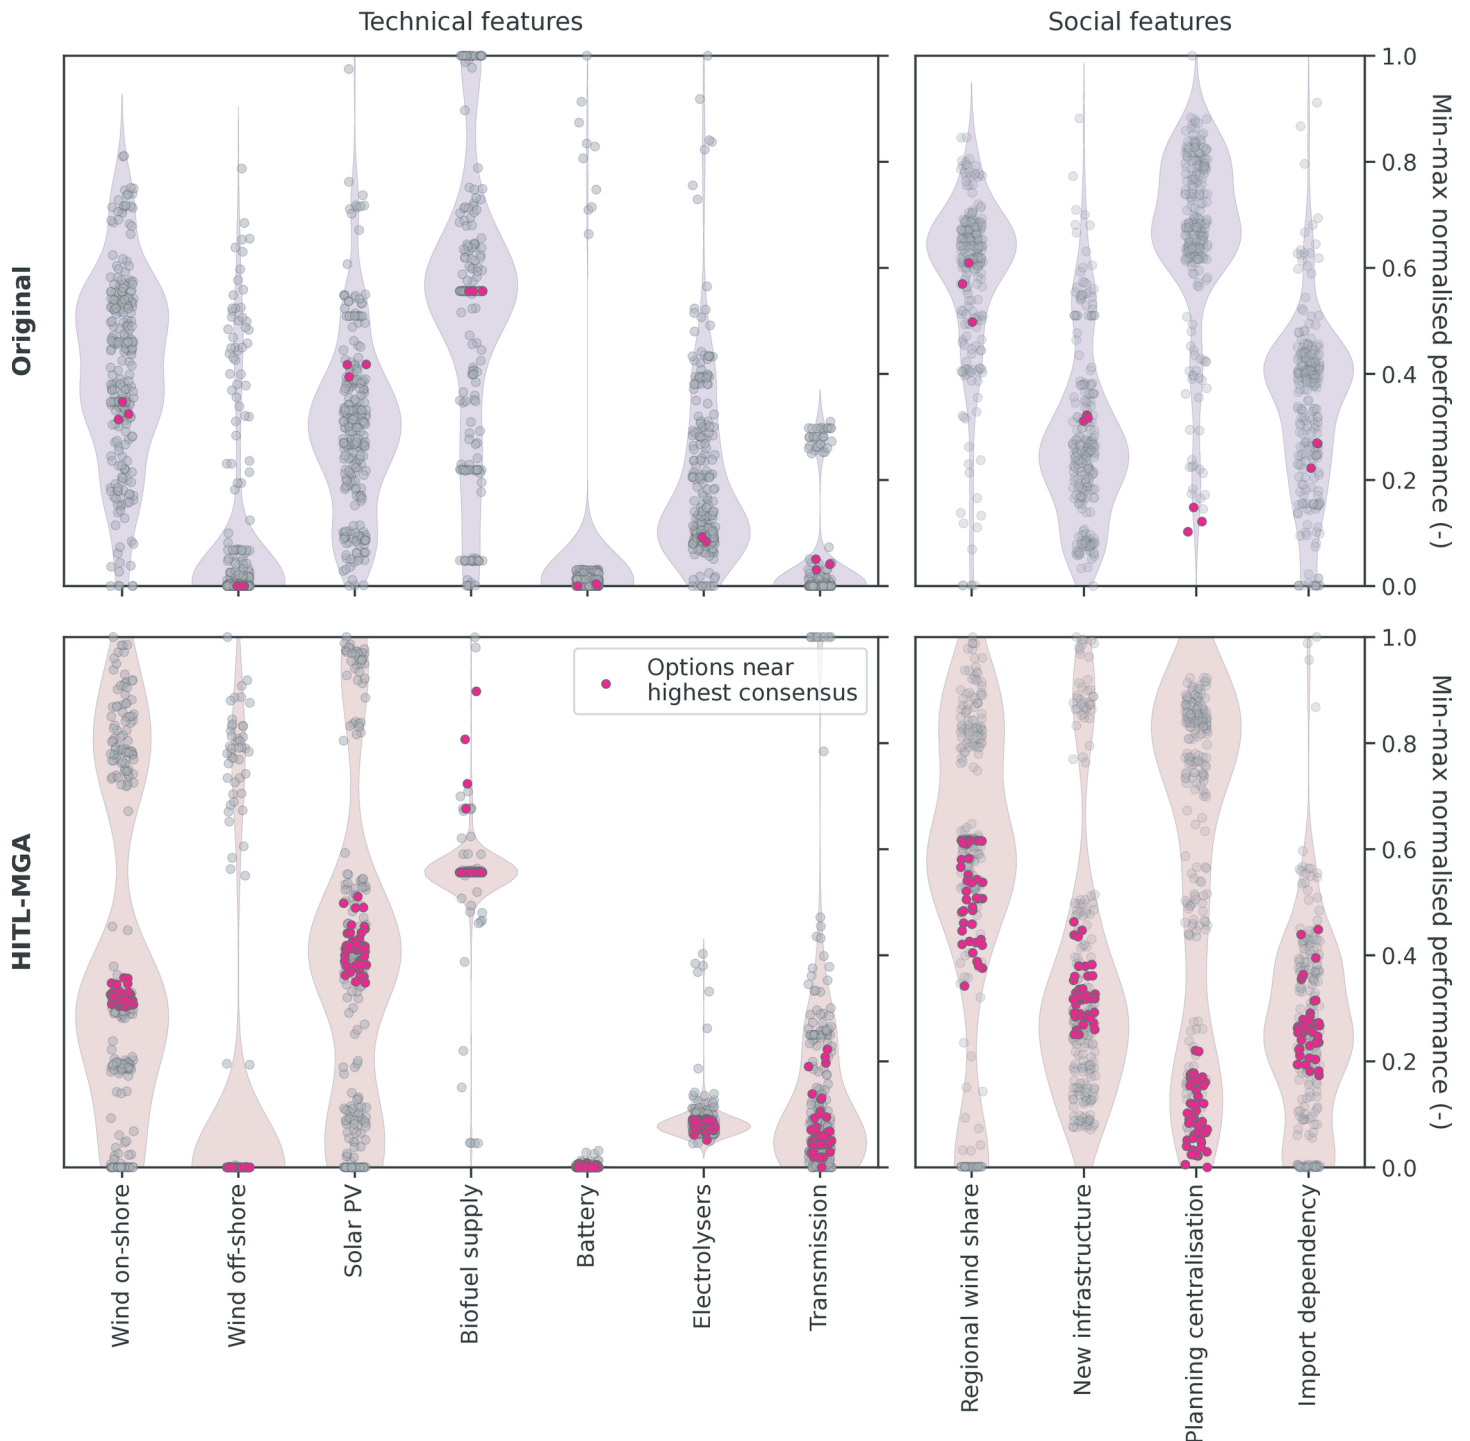 Technical features
Social features
Original
1.0
0.8
0.6
0.4
0.2
0.0
Min-max normalised performance (-)
HITL-MGA
Options near
highest consensus
1.0
0.8
0.6
0.4
0.2
0.0
Min-max normalised performance (-)
Wind on-shore
Wind off-shore
Solar PV
Biofuel supply
Battery
Electrolysers
Transmission
Regional wind share
New infrastructure
Planning centralisation
Import dependency